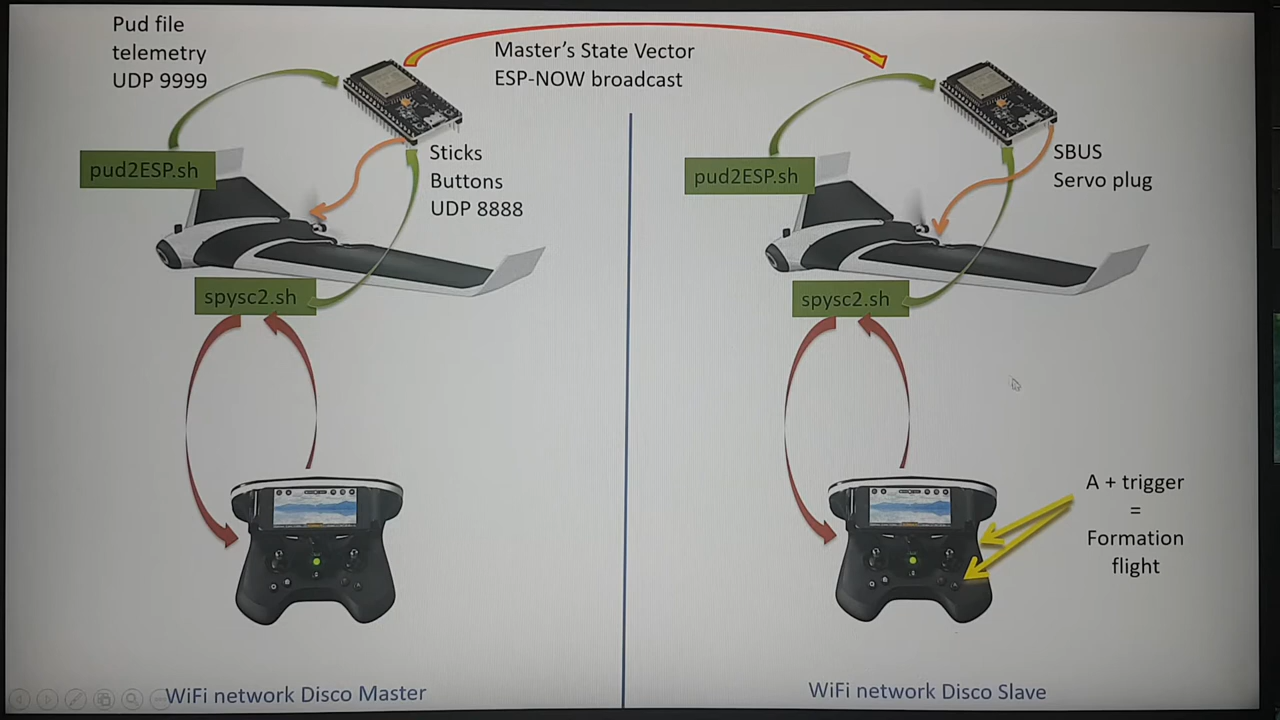 Pud file
telemetry
UDP 9999
Master's State Vector
ESP-NOW broadcast
pud2ESP.sh
Sticks
Buttons
UDP 8888
spysc2.sh
pud2ESP.sh
SBUS
Servo plug
spysc2.sh
A + trigger
=
Formation
flight
WiFi network Disco Master
WiFi network Disco Slave